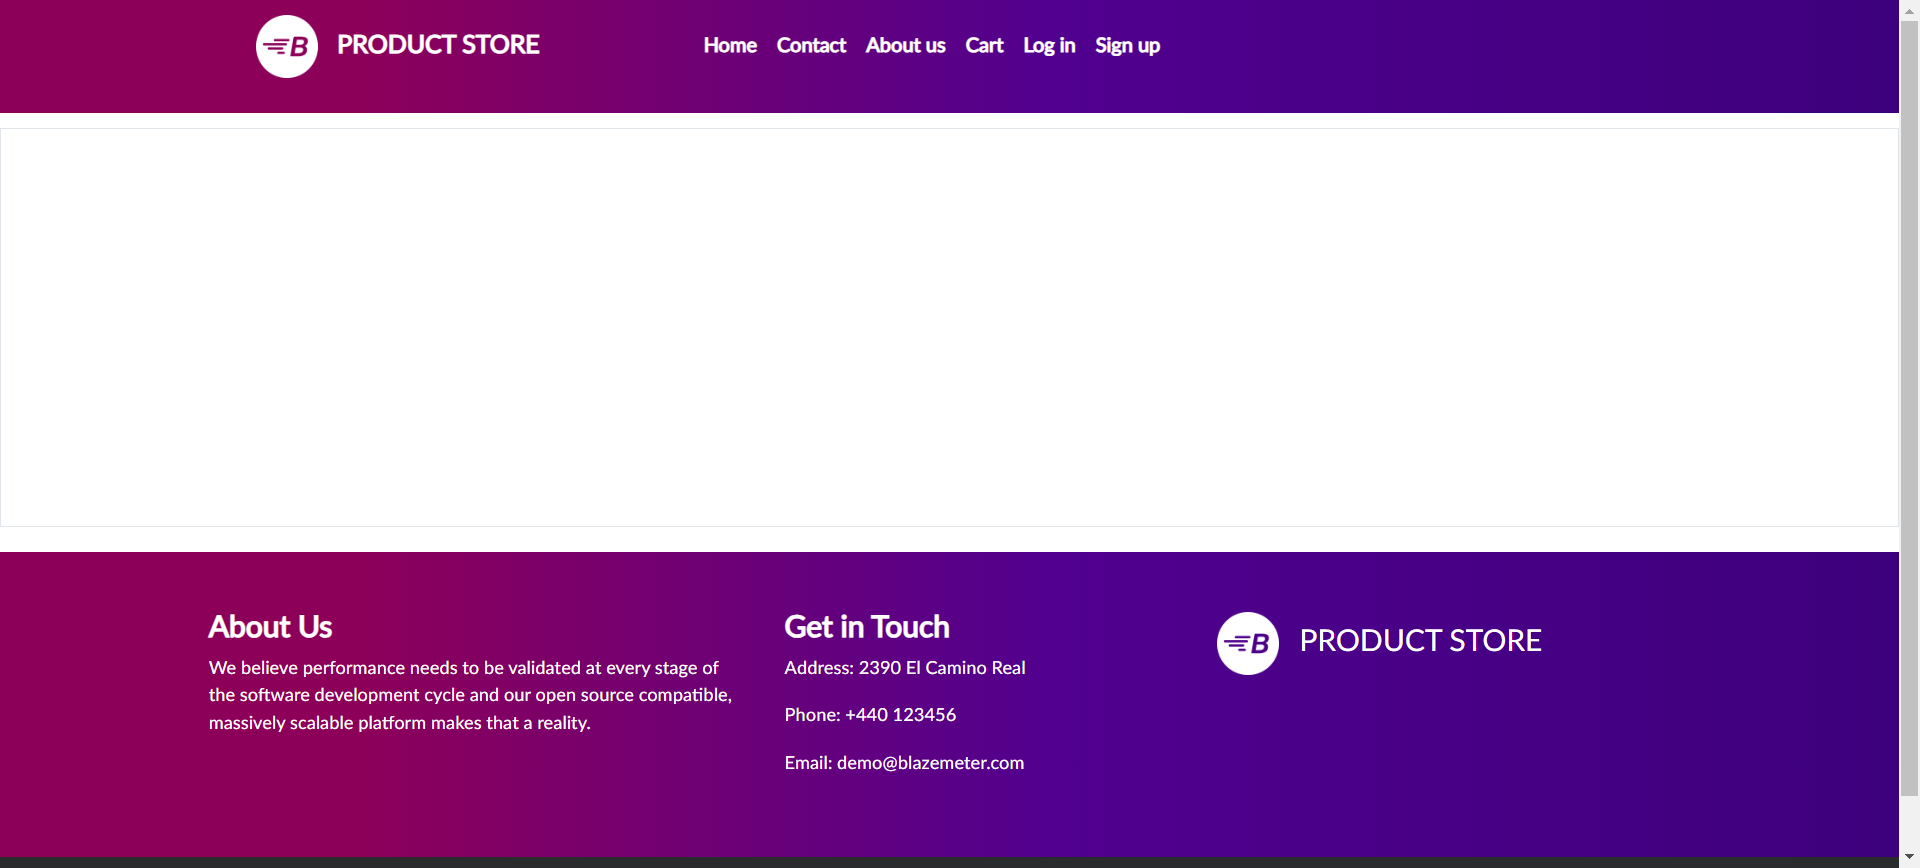 B PRODUCT STORE Home Contact About us Cart Log in Sign up
About Us
We believe performance needs to be validated at every stage of
the software development cycle and our open source compatible,
massively scalable platform makes that a reality.
Get in Touch
Address: 2390 El Camino Real
Phone: +440 123456
Email: demo@blazemeter.com
B PRODUCT STORE